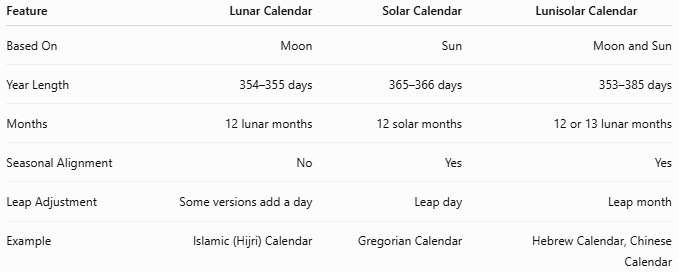 Feature Lunar Calendar Solar Calendar Lunisolar Calendar
Based On Moon Sun Moon and Sun
Year Length 354–355 days 365–366 days 353–385 days
Months 12 lunar months 12 solar months 12 or 13 lunar months
Seasonal Alignment No Yes Yes
Leap Adjustment Some versions add a day Leap day Leap month
Example Islamic (Hijri) Calendar Gregorian Calendar Hebrew Calendar, Chinese
Calendar